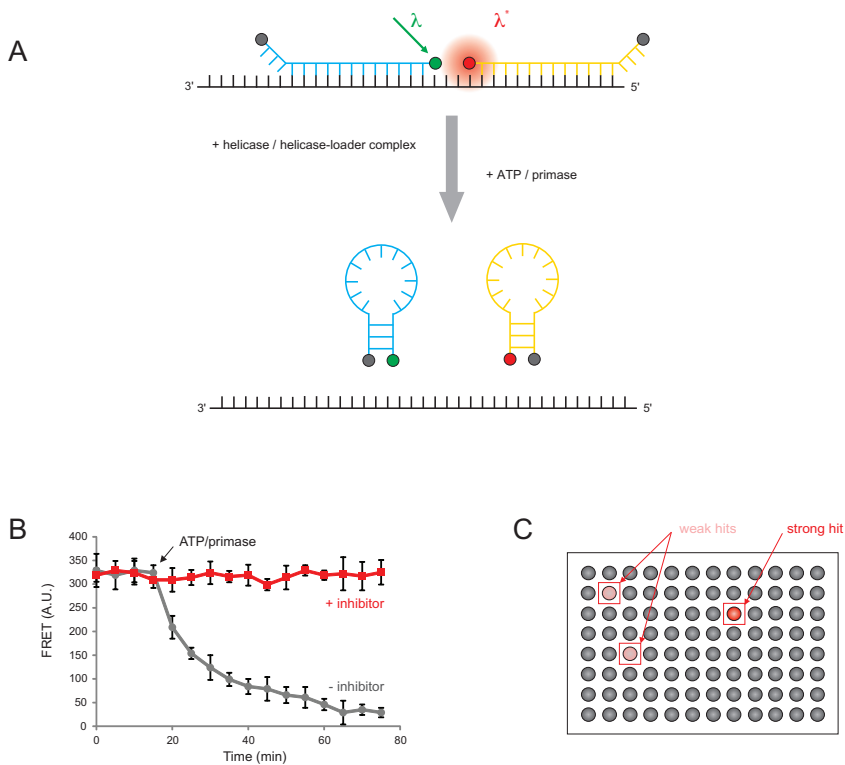 A
λ
λ*
3'
5'
+ helicase / helicase-loader complex
+ ATP / primase
3'
5'
B
C
400
350
300
250
200
150
100
50
0
FRET (A.U.)
ATP/primase
+ inhibitor
- inhibitor
0
20
40
60
80
Time (min)
weak hits
strong hit